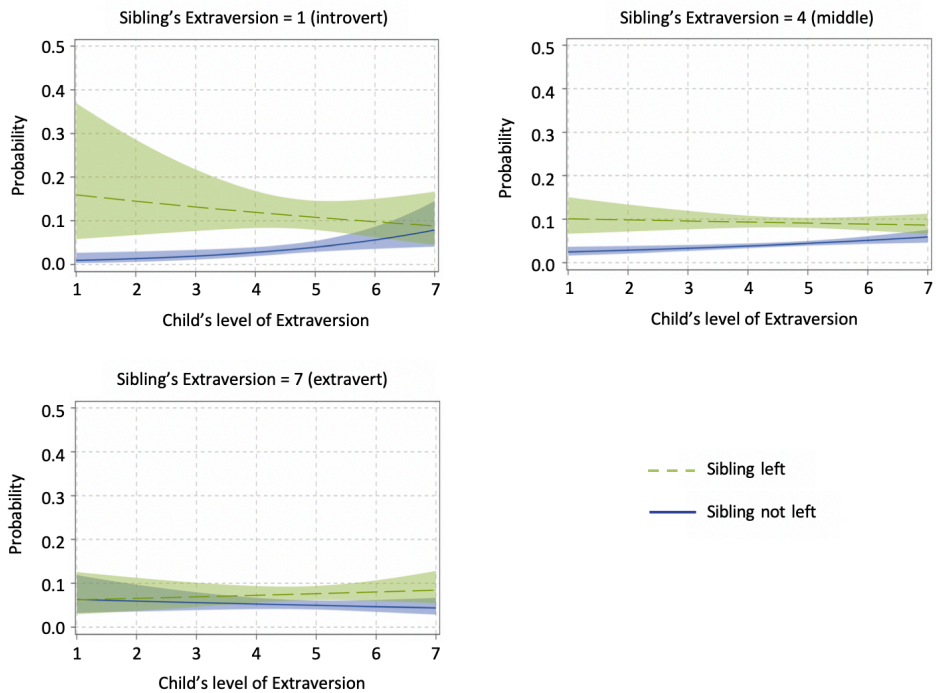 Sibling's Extraversion = 1 (introvert)
0.5
0.4
0.3
0.2
0.1
0.0
Probability
1 2 3 4 5 6 7
Child's level of Extraversion
Sibling's Extraversion = 4 (middle)
0.5
0.4
0.3
0.2
0.1
0.0
Probability
1 2 3 4 5 6 7
Child's level of Extraversion
Sibling's Extraversion = 7 (extravert)
0.5
0.4
0.3
0.2
0.1
0.0
Probability
1 2 3 4 5 6 7
Child's level of Extraversion
Sibling left
Sibling not left